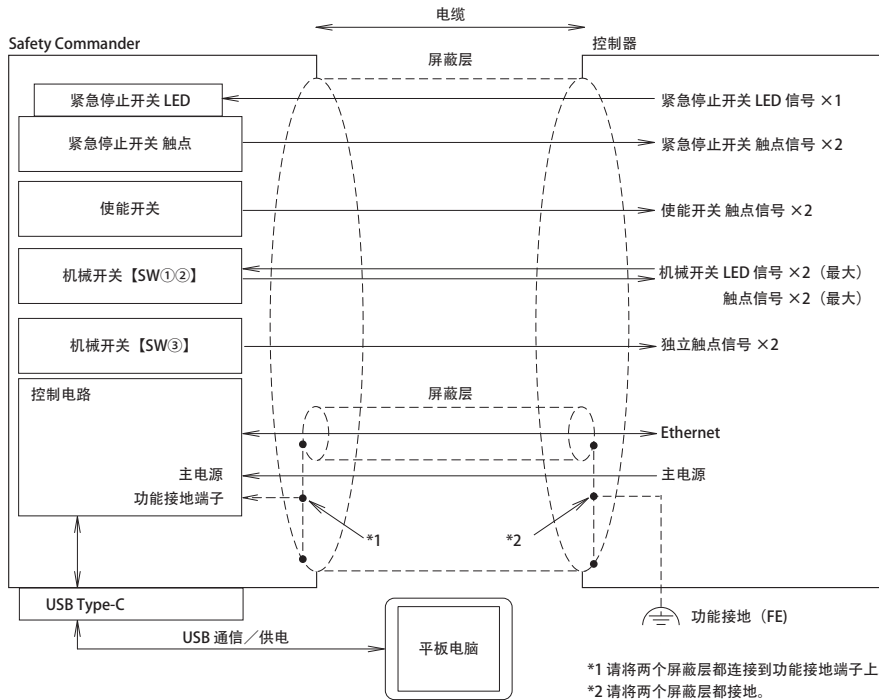 电缆
Safety Commander
控制器
屏蔽层
紧急停止开关 LED
紧急停止开关 LED 信号 ×1
紧急停止开关 触点
紧急停止开关 触点信号 ×2
使能开关
使能开关 触点信号 ×2
机械开关【SW①②】
机械开关 LED 信号 ×2（最大）
触点信号 ×2（最大）
机械开关【SW③】
独立触点信号 ×2
控制电路
屏蔽层
Ethernet
主电源
主电源
功能接地端子
*1
*2
USB Type-C
功能接地（FE)
USB 通信／供电
平板电脑
*1 请将两个屏蔽层都连接到功能接地端子上
*2 请将两个屏蔽层都接地。